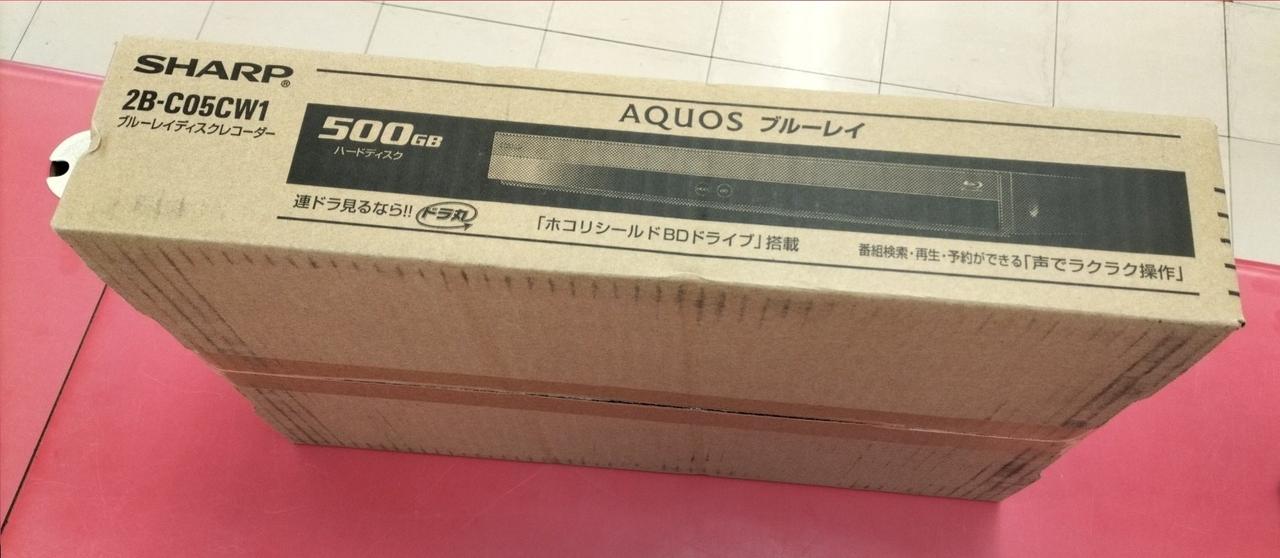 SHARP®
2B-C05CW1
ブルーレイディスクレコーダー
AQUOS ブルーレイ
500GB
ハードディスク
連ドラ見るなら!! ドラ丸
「ホコリシールドBDドライブ」搭載
番組検索・再生・予約ができる「声でラクラク操作」